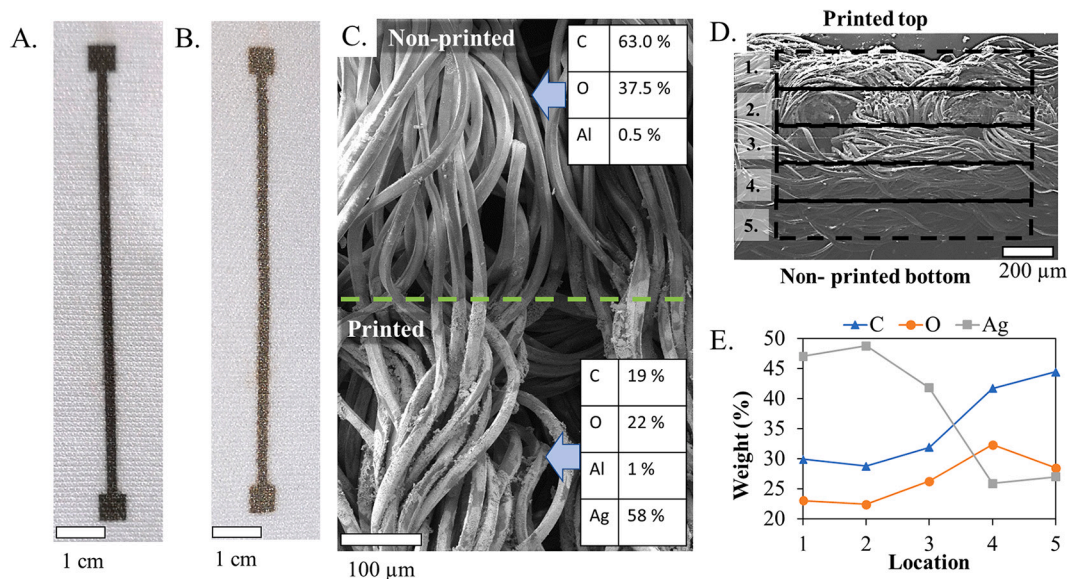 A.
1 cm
B.
1 cm
C.
Non-printed
C 63.0 %
O 37.5 %
Al 0.5 %
Printed
C 19 %
O 22 %
Al 1 %
Ag 58 %
100 µm
D.
Printed top
1.
2.
3.
4.
5.
200 µm
Non- printed bottom
E.
C O Ag
Weight (%)
50
45
40
35
30
25
20
1 2 3 4 5
Location